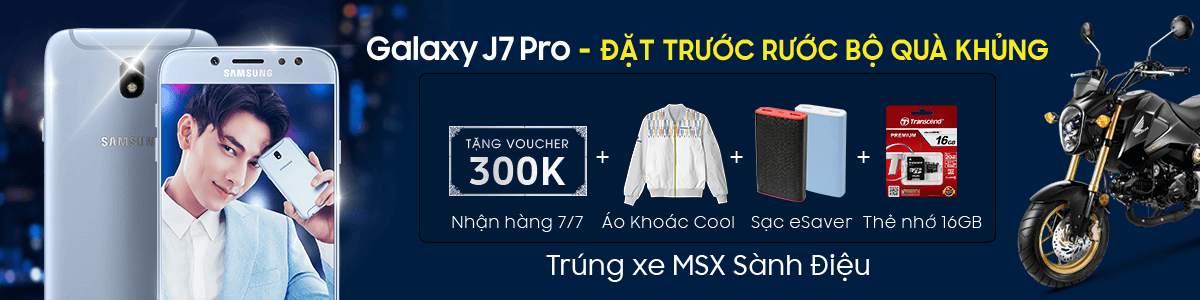 Galaxy J7 Pro - ĐẶT TRƯỚC RƯỚC BỘ QUÀ KHỦNG
SAMSUNG
SAMSUNG
TẶNG VOUCHER
300K
+
+
+
Transcend
PREMIUM
16GB
Nhận hàng 7/7
Áo Khoác Cool
Sạc eSaver
Thẻ nhớ 16GB
Trúng xe MSX Sành Điệu